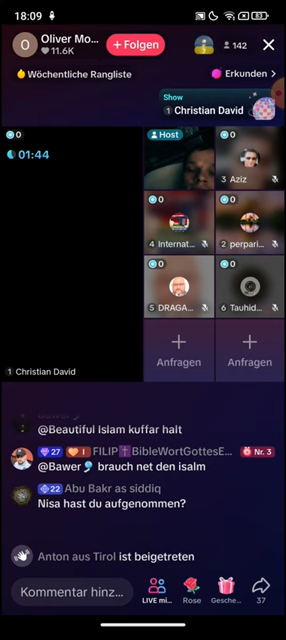 18:09
83
Oliver Mo...
11.6K
+ Folgen
142
Wöchentliche Rangliste
Erkunden >
Show
1 Christian David
0
01:44
Host
0
3 Aziz
0
4 Internat...
0
2 perpari...
0
5 DRAGA...
0
6 Tauhid...
1 Christian David
Anfragen
Anfragen
@Beautiful Islam kuffar halt
27 I FILIP✝️BibleWortGottesE... Nr. 3
@Bawer brauch net den isalm
22 Abu Bakr as siddiq
Nisa hast du aufgenommen?
Anton aus Tirol ist beigetreten
Kommentar hinz...
LIVE mi...
Rose
Gesche...
37